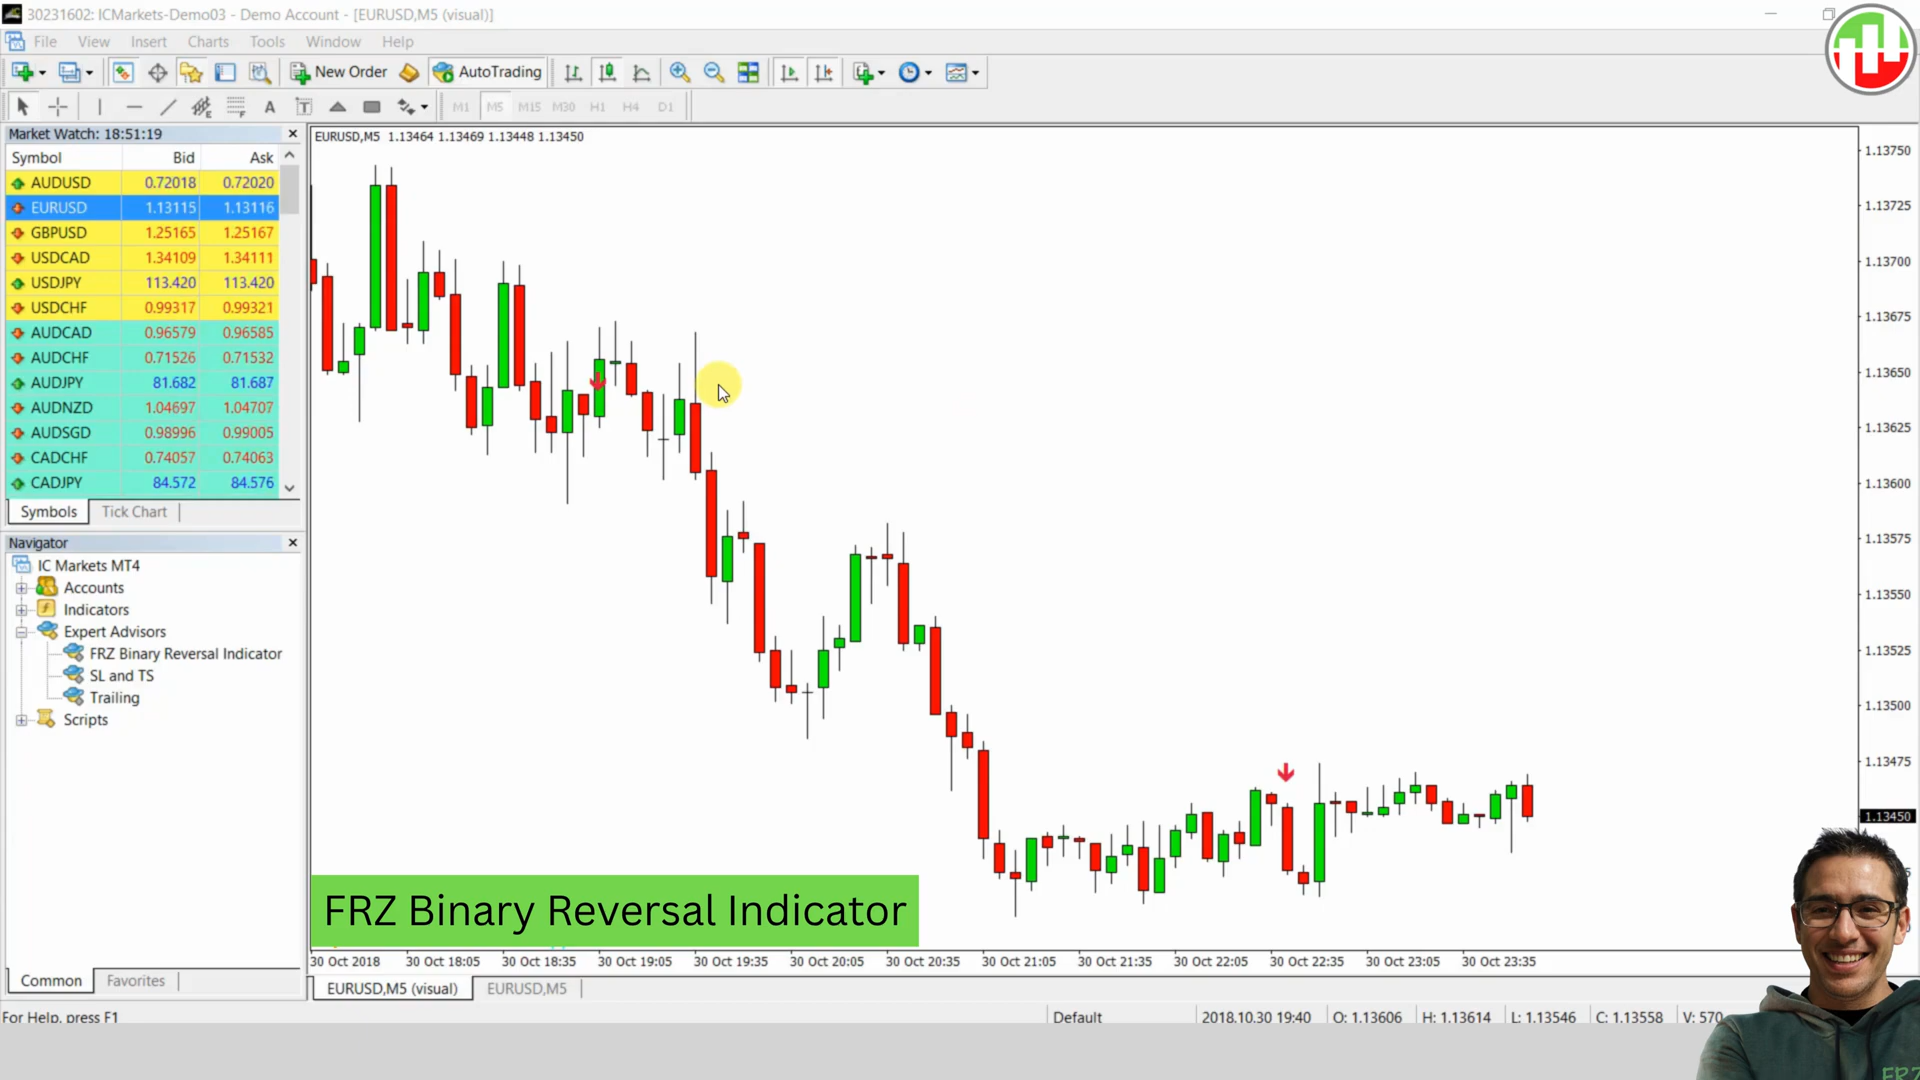 30231602: ICMarkets-Demo03 - Demo Account - [EURUSD,M5 (visual)]
File View Insert Charts Tools Window Help
New Order AutoTrading
A T M1 M5 M15 M30 H1 H4 D1
Market Watch: 18:51:19
Symbol Bid Ask
AUDUSD 0.72018 0.72020
EURUSD 1.13115 1.13116
GBPUSD 1.25165 1.25167
USDCAD 1.34109 1.34111
USDJPY 113.420 113.420
USDCHF 0.99317 0.99321
AUDCAD 0.96579 0.96585
AUDCHF 0.71526 0.71532
AUDJPY 81.682 81.687
AUDNZD 1.04697 1.04707
AUDSGD 0.98996 0.99005
CADCHF 0.74057 0.74063
CADJPY 84.572 84.576
Symbols Tick Chart
Navigator
IC Markets MT4
Accounts
Indicators
Expert Advisors
FRZ Binary Reversal Indicator
SL and TS
Trailing
Scripts
Common Favorites
EURUSD,M5 1.13464 1.13469 1.13448 1.13450
1.13750
1.13725
1.13700
1.13675
1.13650
1.13625
1.13600
1.13575
1.13550
1.13525
1.13500
1.13475
1.13450
FRZ Binary Reversal Indicator
30 Oct 2018 30 Oct 18:05 30 Oct 18:35 30 Oct 19:05 30 Oct 19:35 30 Oct 20:05 30 Oct 20:35 30 Oct 21:05 30 Oct 21:35 30 Oct 22:05 30 Oct 22:35 30 Oct 23:05 30 Oct 23:35
EURUSD,M5 (visual) EURUSD,M5
For Help, press F1 Default 2018.10.30 19:40 O: 1.13606 H: 1.13614 L: 1.13546 C: 1.13558 V: 570
FRZ